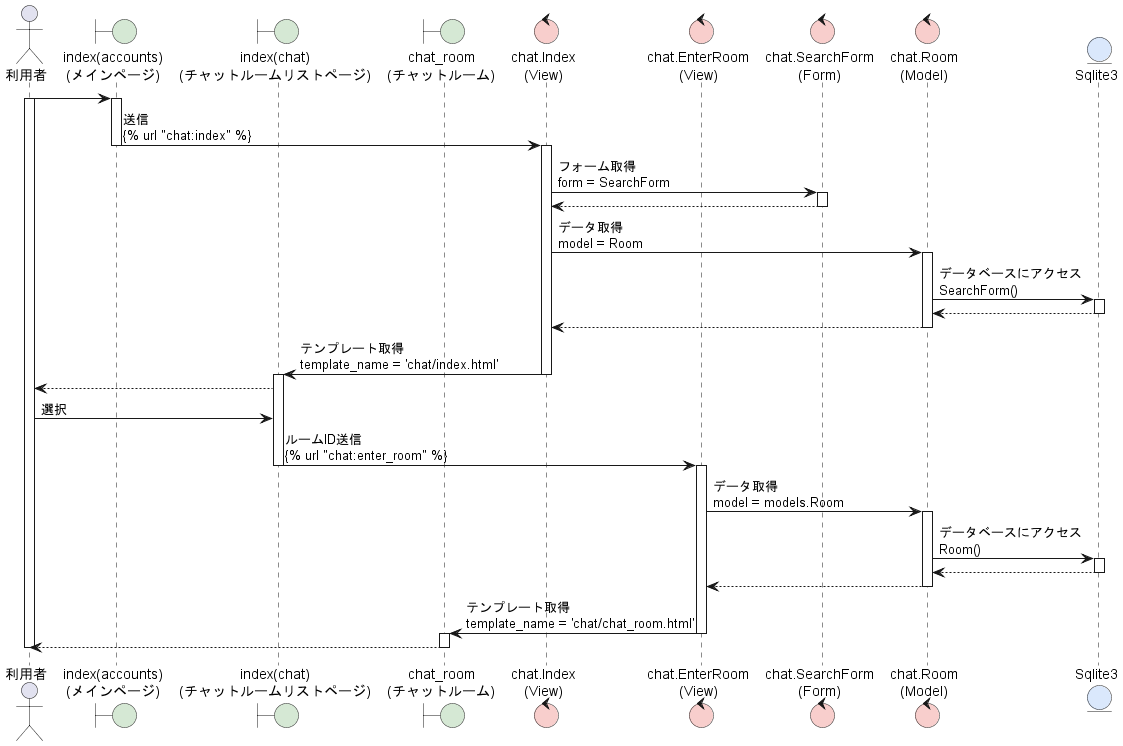 利用者
index(accounts)
(メインページ)
index(chat)
(チャットルームリストページ)
chat_room
(チャットルーム)
chat.Index
(View)
chat.EnterRoom
(View)
chat.SearchForm
(Form)
chat.Room
(Model)
Sqlite3
送信
{% url "chat:index" %}
フォーム取得
form = SearchForm
データ取得
model = Room
データベースにアクセス
SearchForm()
テンプレート取得
template_name = 'chat/index.html'
選択
ルームID送信
{% url "chat:enter_room" %}
データ取得
model = models.Room
データベースにアクセス
Room()
テンプレート取得
template_name = 'chat/chat_room.html'
利用者
index(accounts)
(メインページ)
index(chat)
(チャットルームリストページ)
chat_room
(チャットルーム)
chat.Index
(View)
chat.EnterRoom
(View)
chat.SearchForm
(Form)
chat.Room
(Model)
Sqlite3